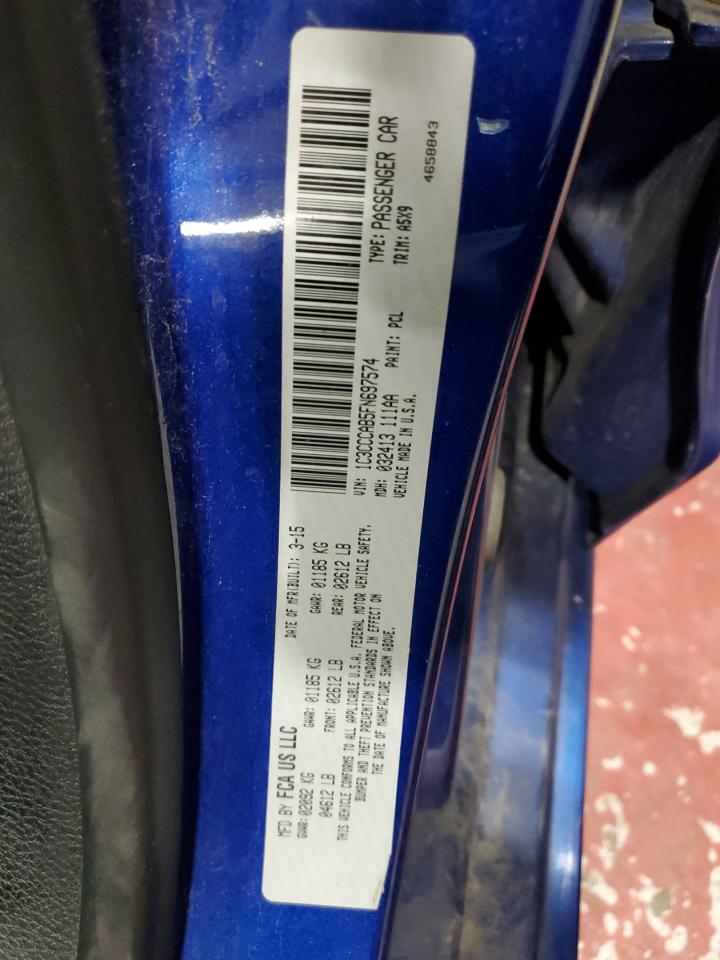 MFD BY FCA US LLC
DATE OF MFR(BUILT): 3-15
GVWR: 02092 KG
GAWR: 01185 KG
GAWR: 01185 KG
04612 LB
FRONT: 02612 LB
REAR: 02612 LB
THIS VEHICLE CONFORMS TO ALL APPLICABLE U.S.A. FEDERAL MOTOR VEHICLE SAFETY,
BUMPER AND THEFT PREVENTION STANDARDS IN EFFECT ON
THE DATE OF MANUFACTURE SHOWN ABOVE.
VIN: 1C3CCCAB5FN697574
TYPE: PASSENGER CAR
MDH: 032413 111AA
PAINT: PCL
TRIM: A5X9
VEHICLE MADE IN U.S.A.
4658843